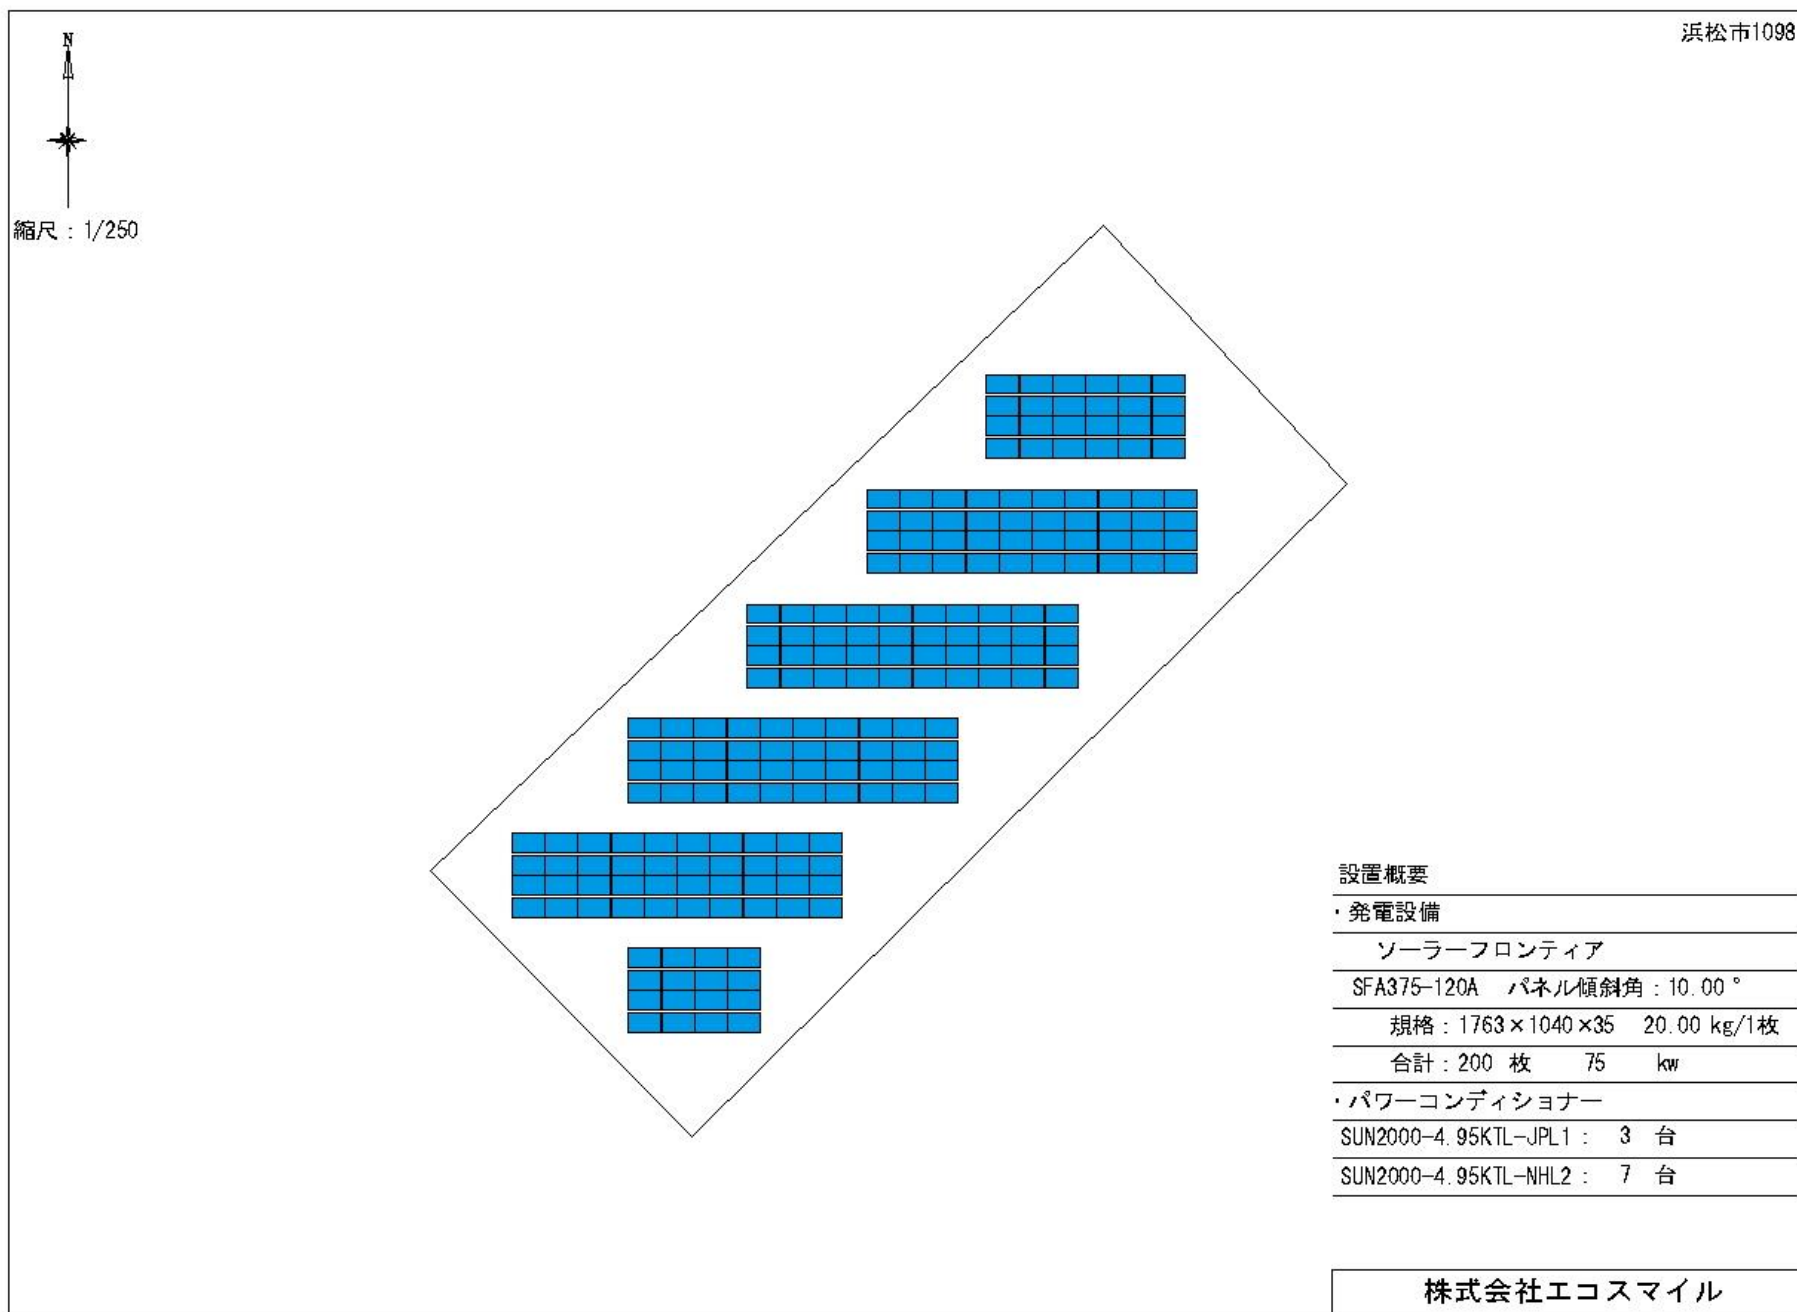 浜松市1098
N
縮尺：1/250
設置概要
・発電設備
ソーラーフロンティア
SFA375-120A パネル傾斜角：10.00°
規格：1763×1040×35 20.00 kg/1枚
合計：200 枚 75 kw
・パワーコンディショナー
SUN2000-4.95KTL-JPL1： 3 台
SUN2000-4.95KTL-NHL2： 7 台
株式会社エコスマイル